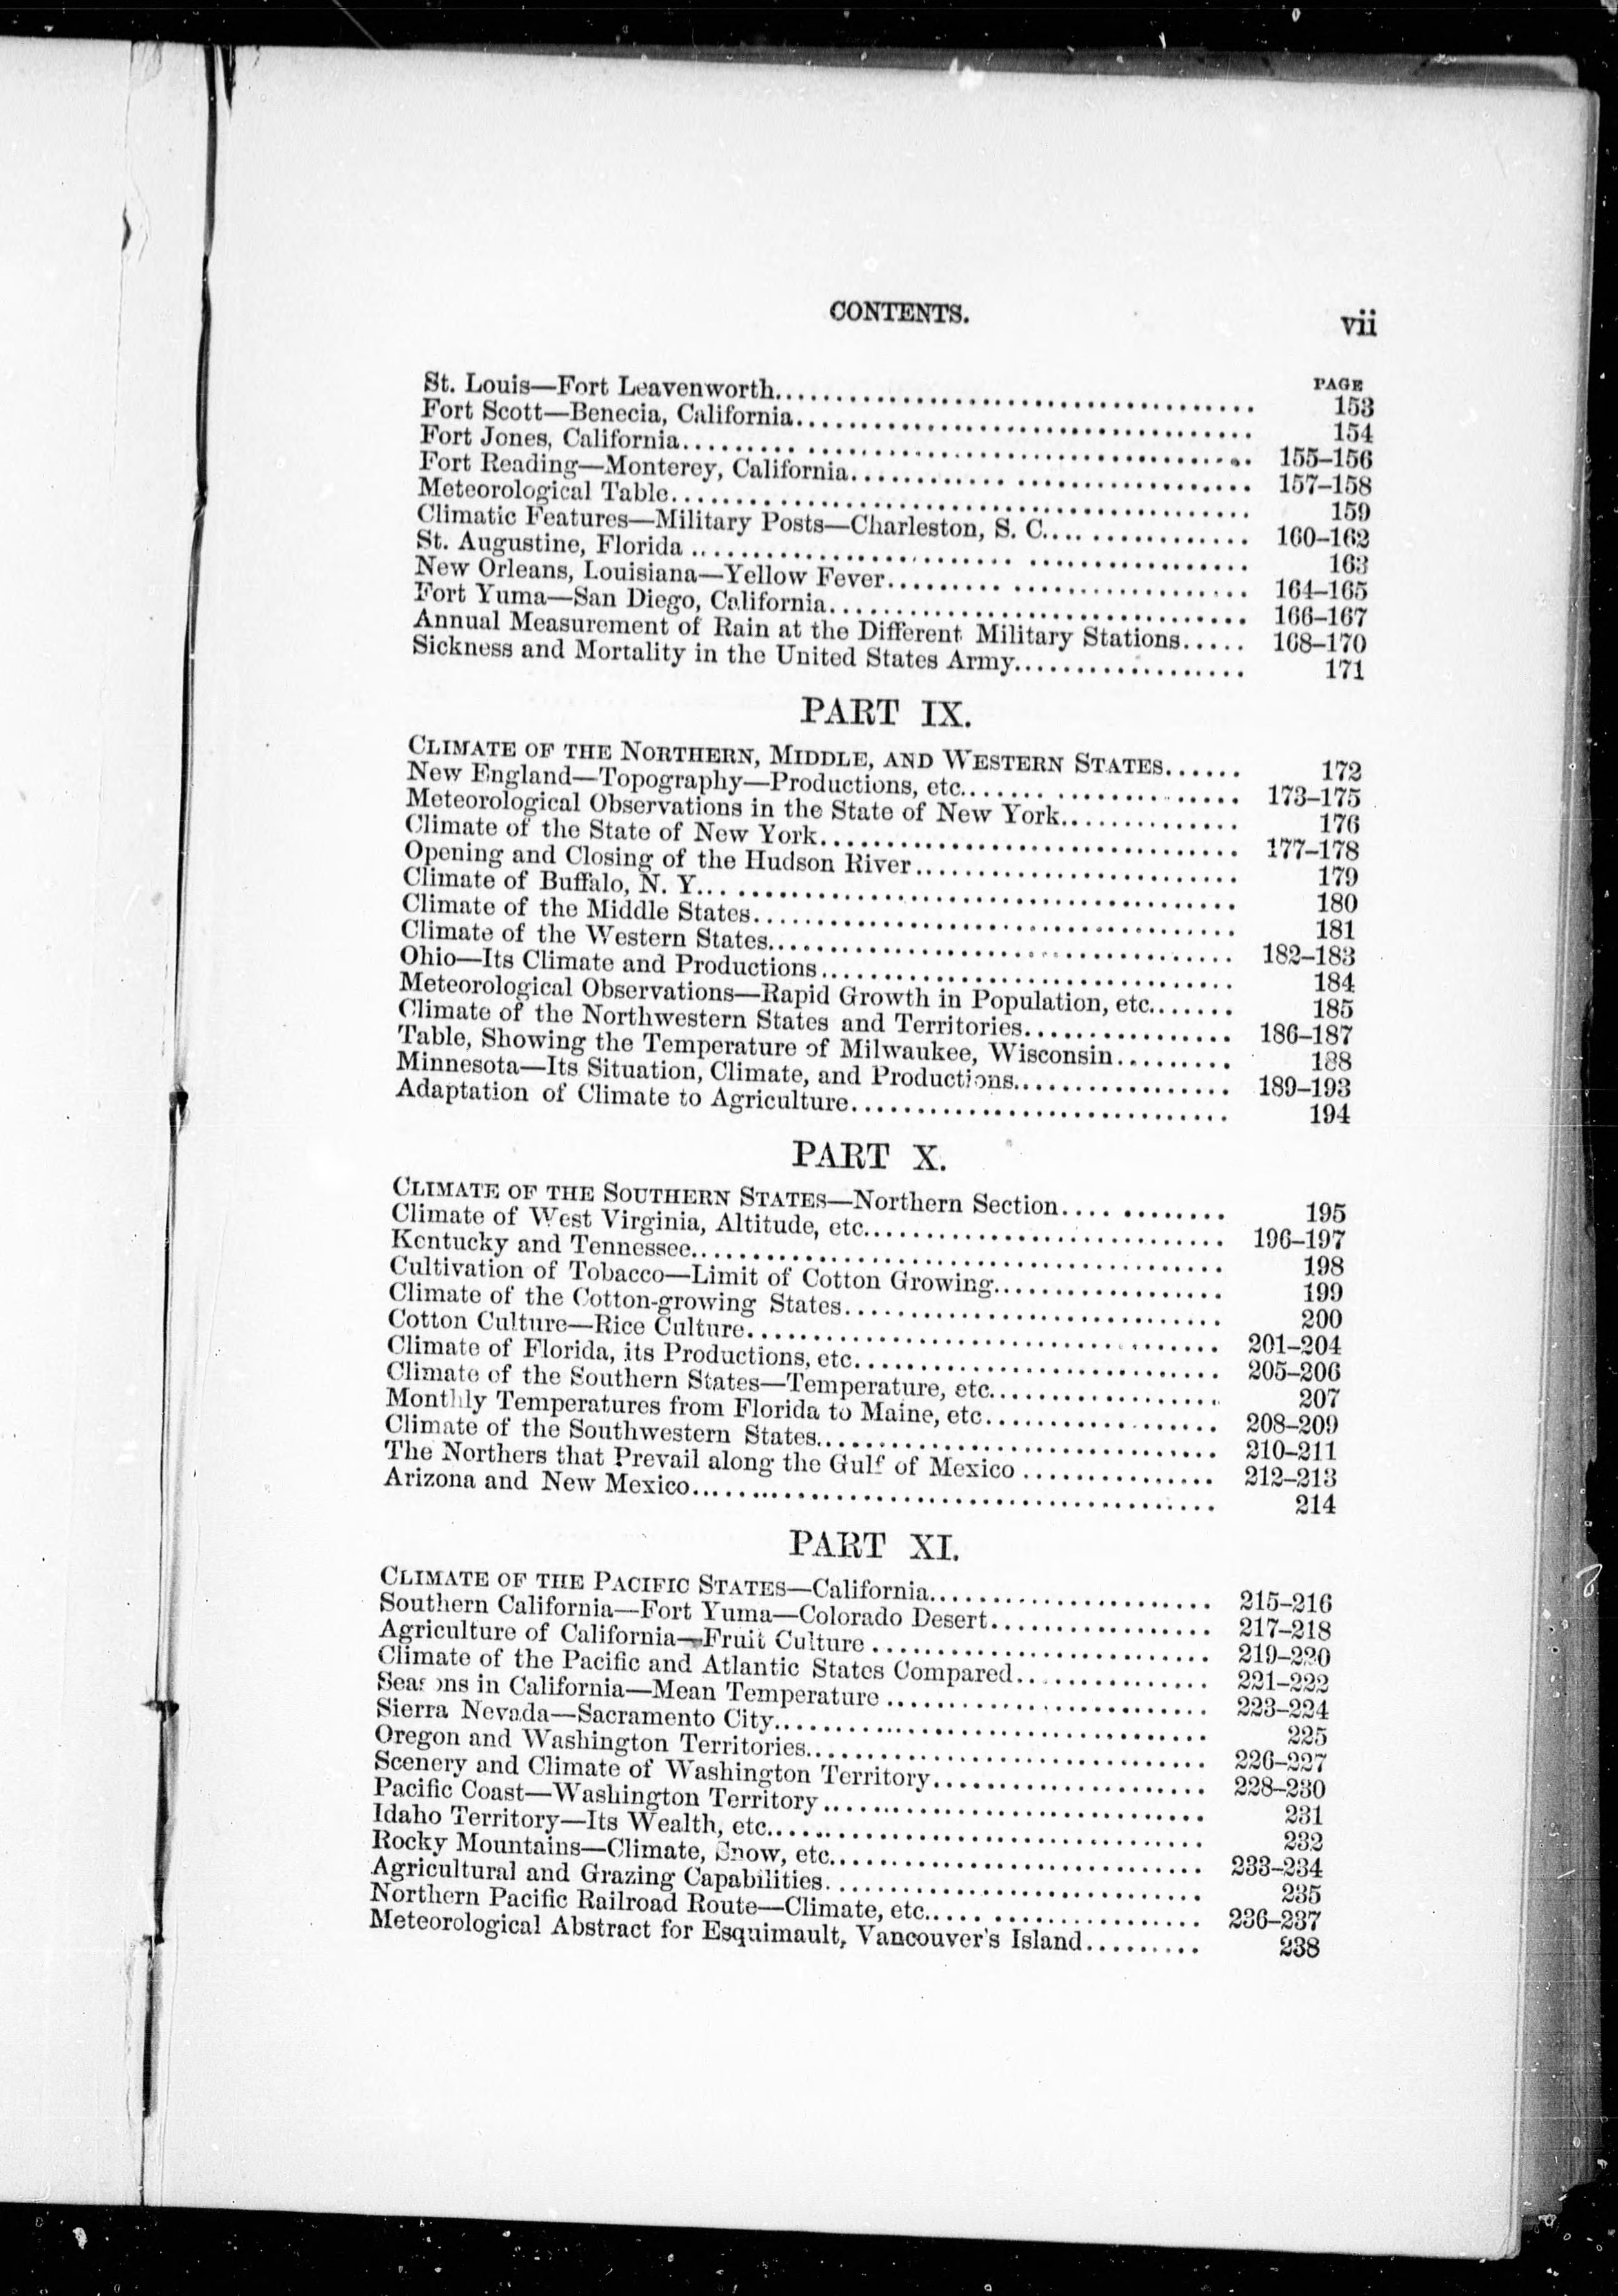 CONTENTS. vii
PAGE
St. Louis—Fort Leavenworth........ 153
Fort Scott—Benecia, California........ 154
Fort Jones, California........ 155–156
Fort Reading—Monterey, California........ 157–158
Meteorological Table........ 159
Climatic Features—Military Posts—Charleston, S. C........ 160–162
St. Augustine, Florida ........ 163
New Orleans, Louisiana—Yellow Fever........ 164–165
Fort Yuma—San Diego, California........ 166–167
Annual Measurement of Rain at the Different Military Stations..... 168–170
Sickness and Mortality in the United States Army........ 171
PART IX.
CLIMATE OF THE NORTHERN, MIDDLE, AND WESTERN STATES...... 172
New England—Topography—Productions, etc........ 173–175
Meteorological Observations in the State of New York........ 176
Climate of the State of New York........ 177–178
Opening and Closing of the Hudson River........ 179
Climate of Buffalo, N. Y........ 180
Climate of the Middle States........ 181
Climate of the Western States........ 182–183
Ohio—Its Climate and Productions........ 184
Meteorological Observations—Rapid Growth in Population, etc....... 185
Climate of the Northwestern States and Territories........ 186–187
Table, Showing the Temperature of Milwaukee, Wisconsin........ 188
Minnesota—Its Situation, Climate, and Productions........ 189–193
Adaptation of Climate to Agriculture........ 194
PART X.
CLIMATE OF THE SOUTHERN STATES—Northern Section........ 195
Climate of West Virginia, Altitude, etc........ 196–197
Kentucky and Tennessee........ 198
Cultivation of Tobacco—Limit of Cotton Growing........ 199
Climate of the Cotton-growing States........ 200
Cotton Culture—Rice Culture........ 201–204
Climate of Florida, its Productions, etc........ 205–206
Climate of the Southern States—Temperature, etc........ 207
Monthly Temperatures from Florida to Maine, etc........ 208–209
Climate of the Southwestern States........ 210–211
The Northers that Prevail along the Gulf of Mexico ........ 212–213
Arizona and New Mexico........ 214
PART XI.
CLIMATE OF THE PACIFIC STATES—California........ 215–216
Southern California—Fort Yuma—Colorado Desert........ 217–218
Agriculture of California—Fruit Culture ........ 219–220
Climate of the Pacific and Atlantic States Compared........ 221–222
Seasons in California—Mean Temperature ........ 223–224
Sierra Nevada—Sacramento City........ 225
Oregon and Washington Territories........ 226–227
Scenery and Climate of Washington Territory........ 228–230
Pacific Coast—Washington Territory........ 231
Idaho Territory—Its Wealth, etc........ 232
Rocky Mountains—Climate, Snow, etc........ 233–234
Agricultural and Grazing Capabilities........ 235
Northern Pacific Railroad Route—Climate, etc........ 236–237
Meteorological Abstract for Esquimault, Vancouver's Island......... 238